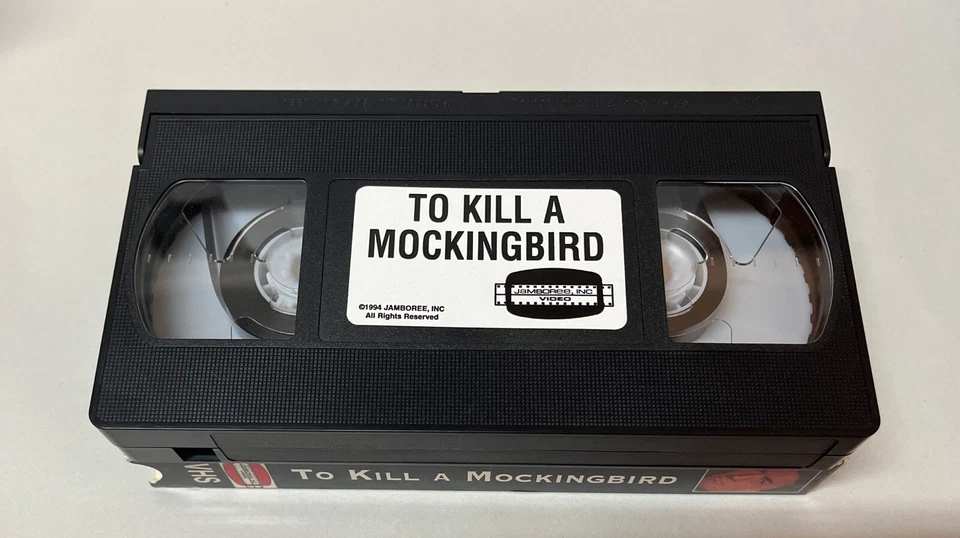 TO KILL A
MOCKINGBIRD
JAMBOREE, INC
VIDEO
©1994 JAMBOREE, INC
All Rights Reserved
VHS
TO KILL A MOCKINGBIRD